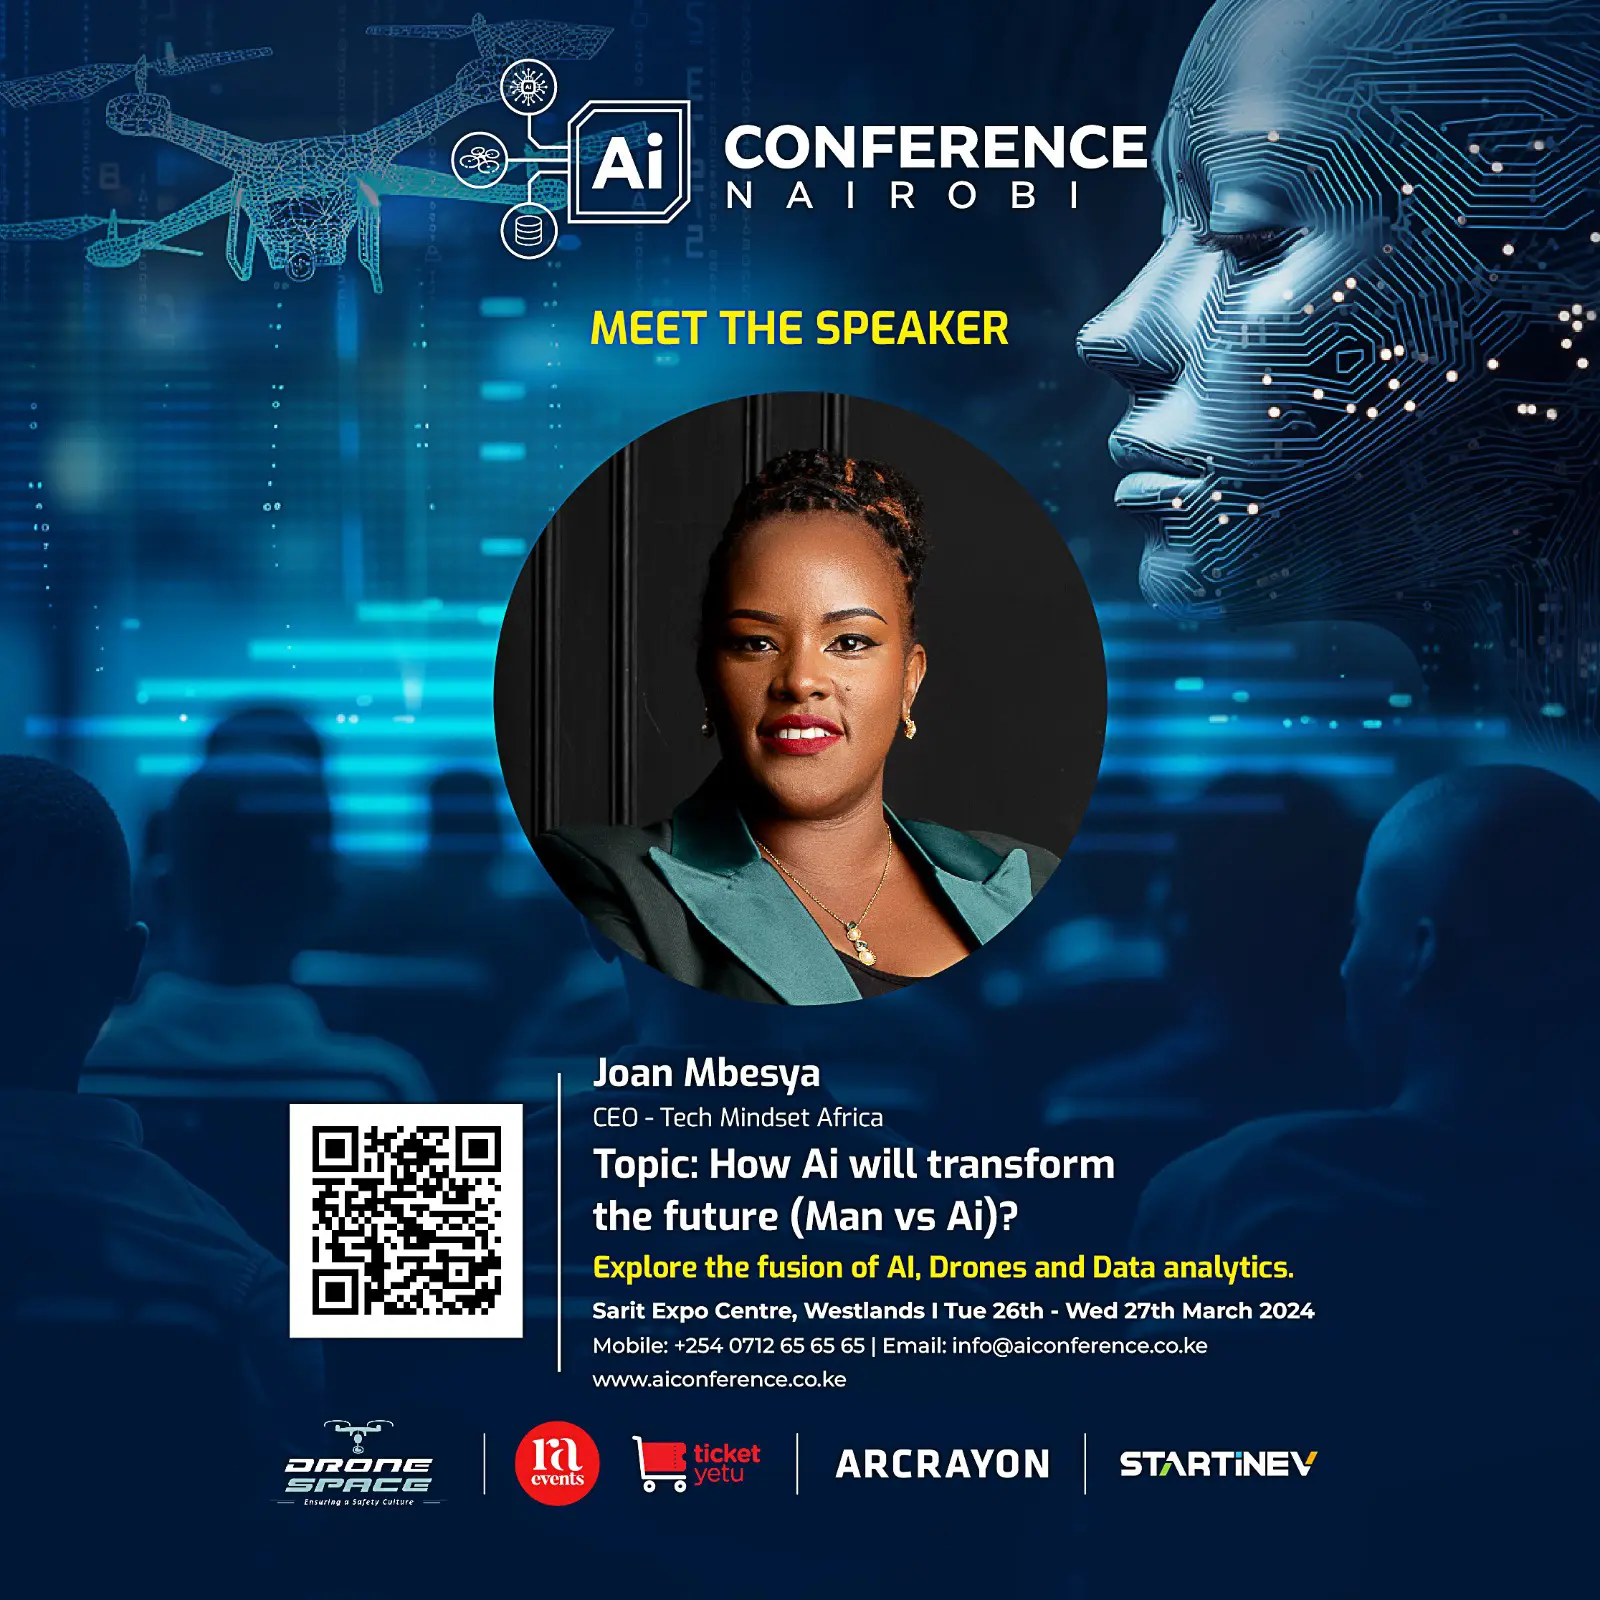 Ai
Ai
CONFERENCE
NAIROBI
MEET THE SPEAKER
Joan Mbesya
CEO - Tech Mindset Africa
Topic: How Ai will transform
the future (Man vs Ai)?
Explore the fusion of AI, Drones and Data analytics.
Sarit Expo Centre, Westlands I Tue 26th - Wed 27th March 2024
Mobile: +254 0712 65 65 65 | Email: info@aiconference.co.ke
www.aiconference.co.ke
DRONE
SPACE
Ensuring a Safety Culture
ra
events
ticket
yetu
ARCRAYON
STARTiNEV